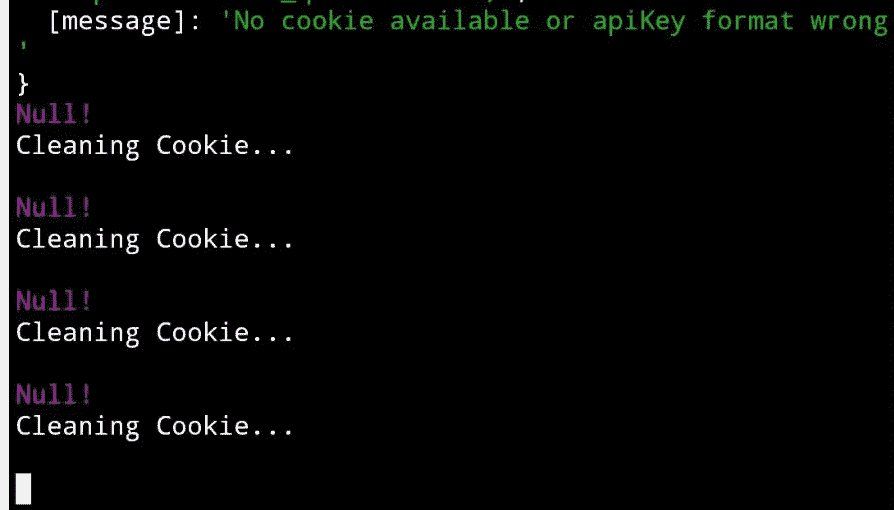 [message]: 'No cookie available or apiKey format wrong
'
}
Null!
Cleaning Cookie...
Null!
Cleaning Cookie...
Null!
Cleaning Cookie...
Null!
Cleaning Cookie...